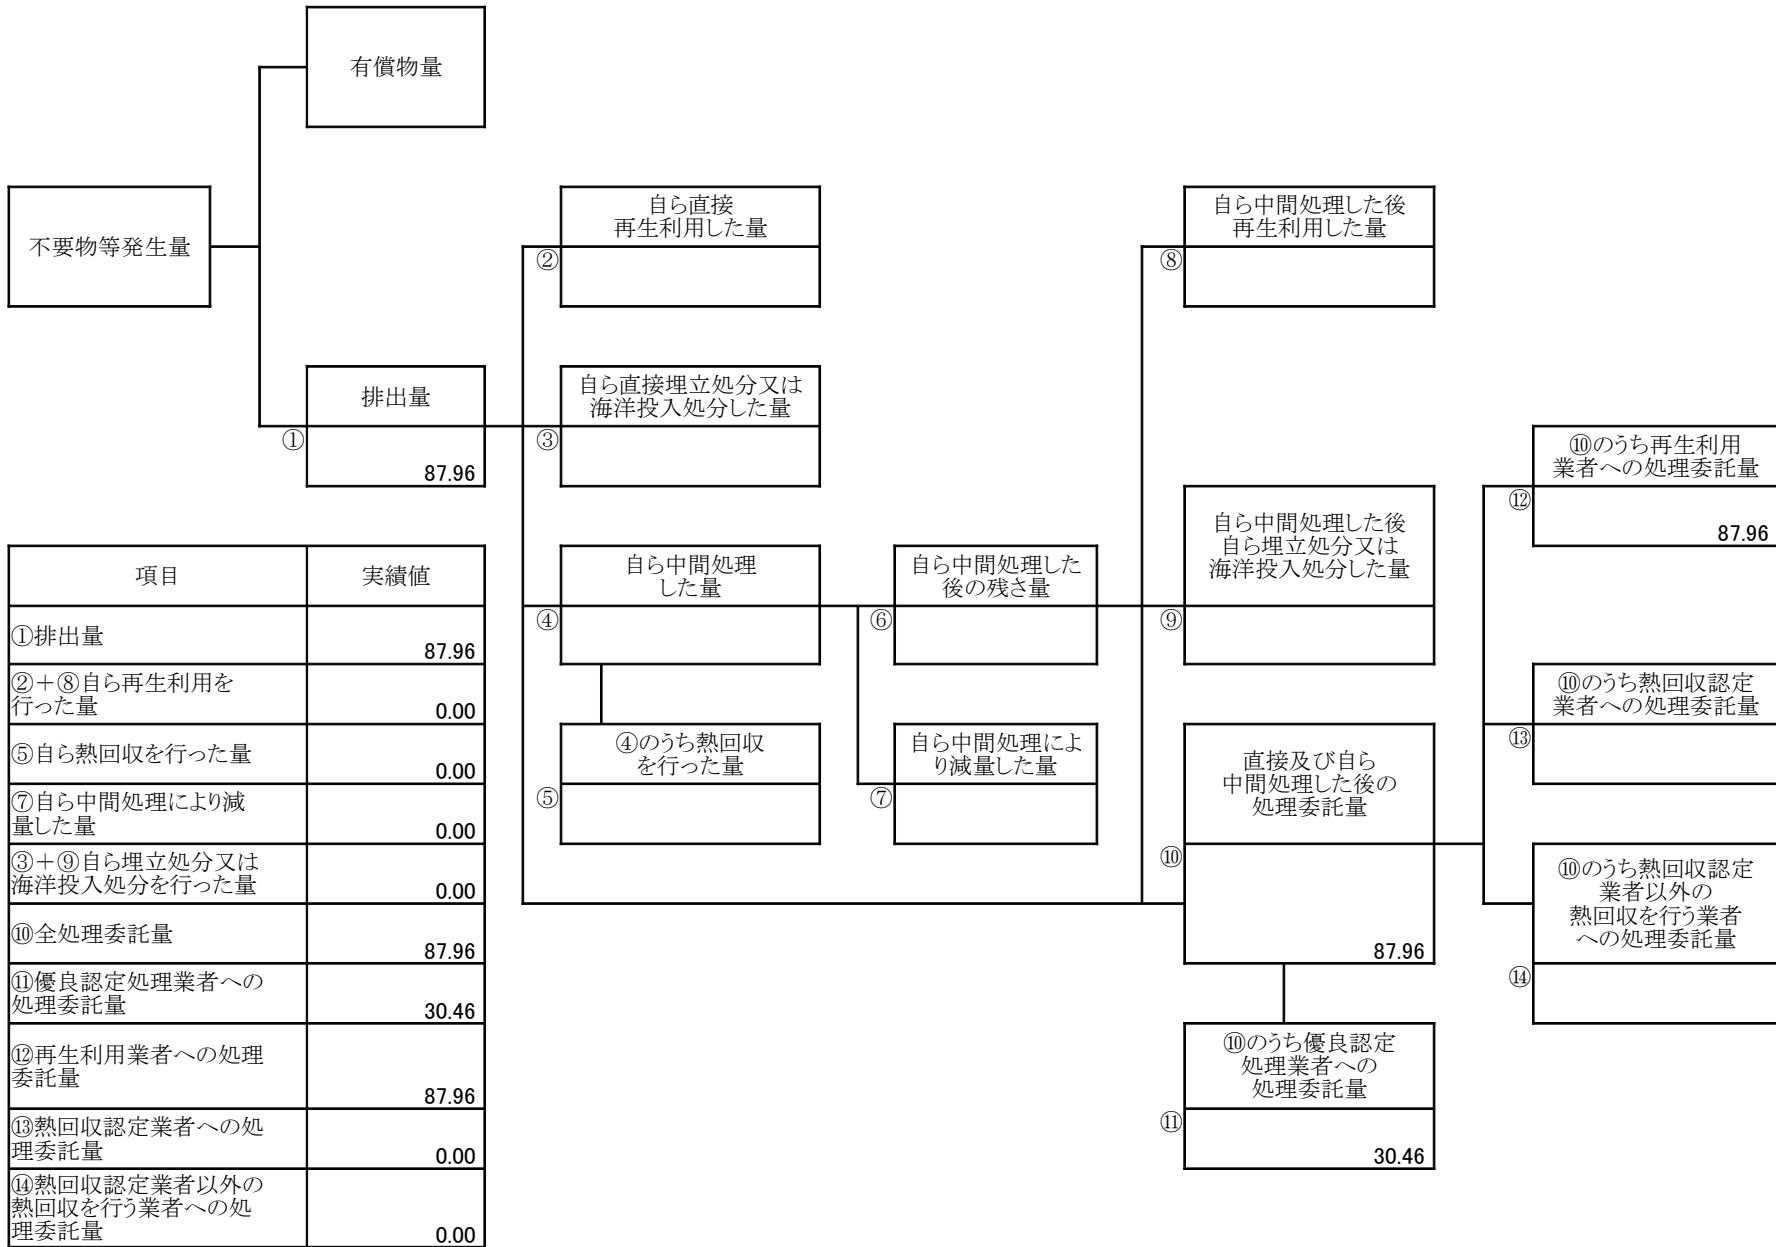 有償物量
不要物等発生量
自ら直接
再生利用した量
②
自ら中間処理した後
再生利用した量
⑧
排出量
①
87.96
自ら直接埋立処分又は
海洋投入処分した量
③
⑩のうち再生利用
業者への処理委託量
⑫
87.96
自ら中間処理
した量
④
自ら中間処理した
後の残さ量
⑥
自ら中間処理した後
自ら埋立処分又は
海洋投入処分した量
⑨
⑩のうち熱回収認定
業者への処理委託量
⑬
④のうち熱回収
を行った量
⑤
自ら中間処理によ
り減量した量
⑦
直接及び自ら
中間処理した後の
処理委託量
⑩
87.96
⑩のうち熱回収認定
業者以外の
熱回収を行う業者
への処理委託量
⑭
⑩のうち優良認定
処理業者への
処理委託量
⑪
30.46
項目
実績値
①排出量
87.96
②+⑧自ら再生利用を
行った量
0.00
⑤自ら熱回収を行った量
0.00
⑦自ら中間処理により減
量した量
0.00
③+⑨自ら埋立処分又は
海洋投入処分を行った量
0.00
⑩全処理委託量
87.96
⑪優良認定処理業者への
処理委託量
30.46
⑫再生利用業者への処理
委託量
87.96
⑬熱回収認定業者への処
理委託量
0.00
⑭熱回収認定業者以外の
熱回収を行う業者への処
理委託量
0.00